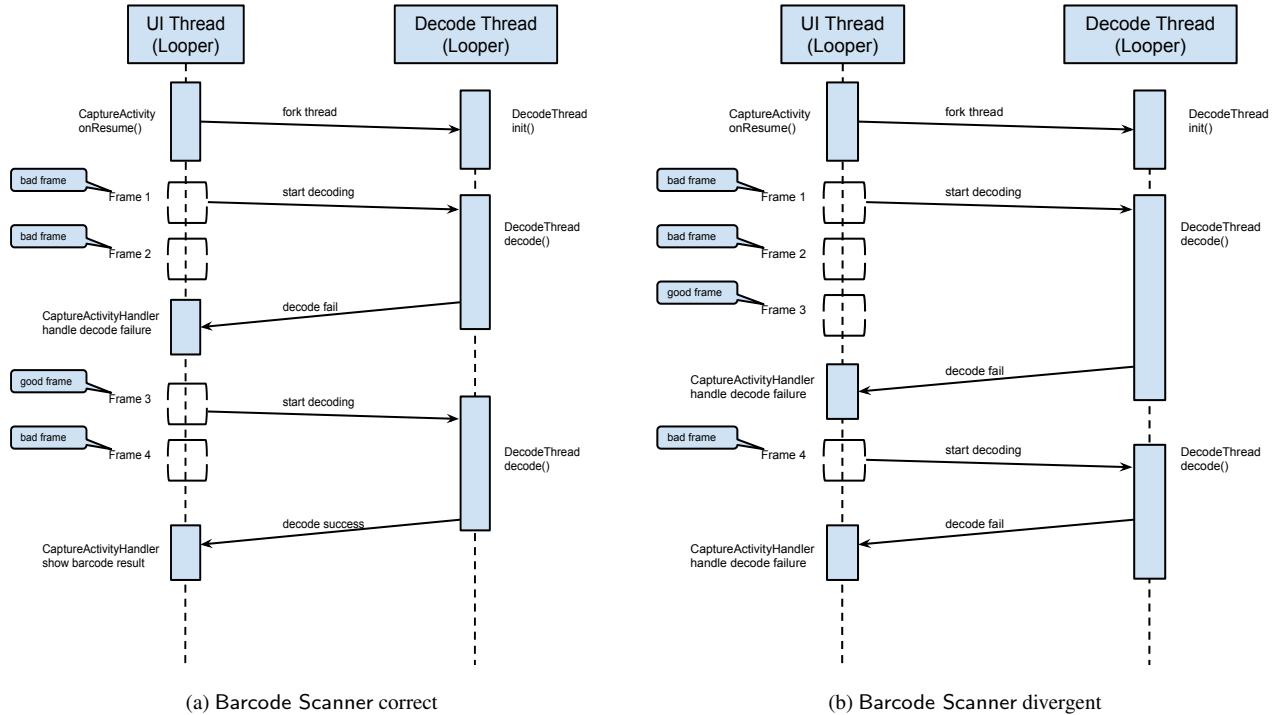 UI Thread
(Looper)
Decode Thread
(Looper)
CaptureActivity
onResume()
fork thread
DecodeThread
init()
bad frame
Frame 1
start decoding
DecodeThread
decode()
bad frame
Frame 2
decode fail
CaptureActivityHandler
handle decode failure
good frame
Frame 3
start decoding
bad frame
Frame 4
DecodeThread
decode()
decode success
CaptureActivityHandler
show barcode result
(a) Barcode Scanner correct
UI Thread
(Looper)
Decode Thread
(Looper)
CaptureActivity
onResume()
fork thread
DecodeThread
init()
bad frame
Frame 1
start decoding
DecodeThread
decode()
bad frame
Frame 2
good frame
Frame 3
decode fail
CaptureActivityHandler
handle decode failure
bad frame
Frame 4
start decoding
DecodeThread
decode()
decode fail
CaptureActivityHandler
handle decode failure
(b) Barcode Scanner divergent